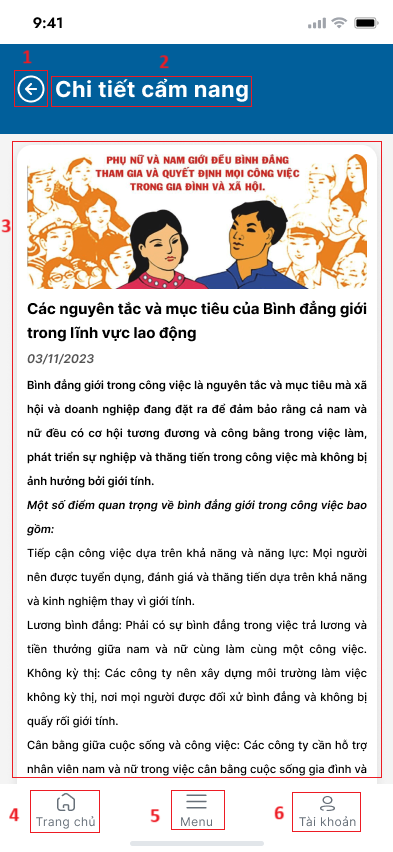 9:41
1
2
Chi tiết cẩm nang
3
PHỤ NỮ VÀ NAM GIỚI ĐỀU BÌNH ĐẲNG
THAM GIA VÀ QUYẾT ĐỊNH MỌI CÔNG VIỆC
TRONG GIA ĐÌNH VÀ XÃ HỘI.
Các nguyên tắc và mục tiêu của Bình đẳng giới
trong lĩnh vực lao động
03/11/2023
Bình đẳng giới trong công việc là nguyên tắc và mục tiêu mà xã
hội và doanh nghiệp đang đặt ra để đảm bảo rằng cả nam và
nữ đều có cơ hội tương đương và công bằng trong việc làm,
phát triển sự nghiệp và thăng tiến trong công việc mà không bị
ảnh hưởng bởi giới tính.
Một số điểm quan trọng về bình đẳng giới trong công việc bao
gồm:
Tiếp cận công việc dựa trên khả năng và năng lực: Mọi người
nên được tuyển dụng, đánh giá và thăng tiến dựa trên khả năng
và kinh nghiệm thay vì giới tính.
Lương bình đẳng: Phải có sự bình đẳng trong việc trả lương và
tiền thưởng giữa nam và nữ cùng làm cùng một công việc.
Không kỳ thị: Các công ty nên xây dựng môi trường làm việc
không kỳ thị, nơi mọi người được đối xử bình đẳng và không bị
quấy rối giới tính.
Cân bằng giữa cuộc sống và công việc: Các công ty cần hỗ trợ
nhân viên nam và nữ trong việc cân bằng cuộc sống gia đình và
4
Trang chủ
5
Menu
6
Tài khoản